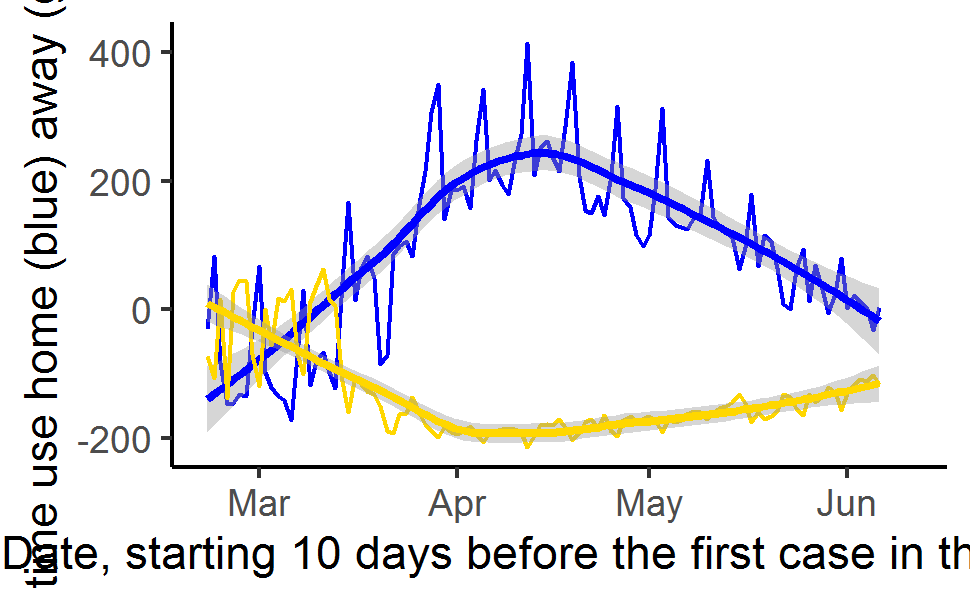 time use home (blue) away (
400
200
0
-200
Mar Apr May Jun
Date, starting 10 days before the first case in th